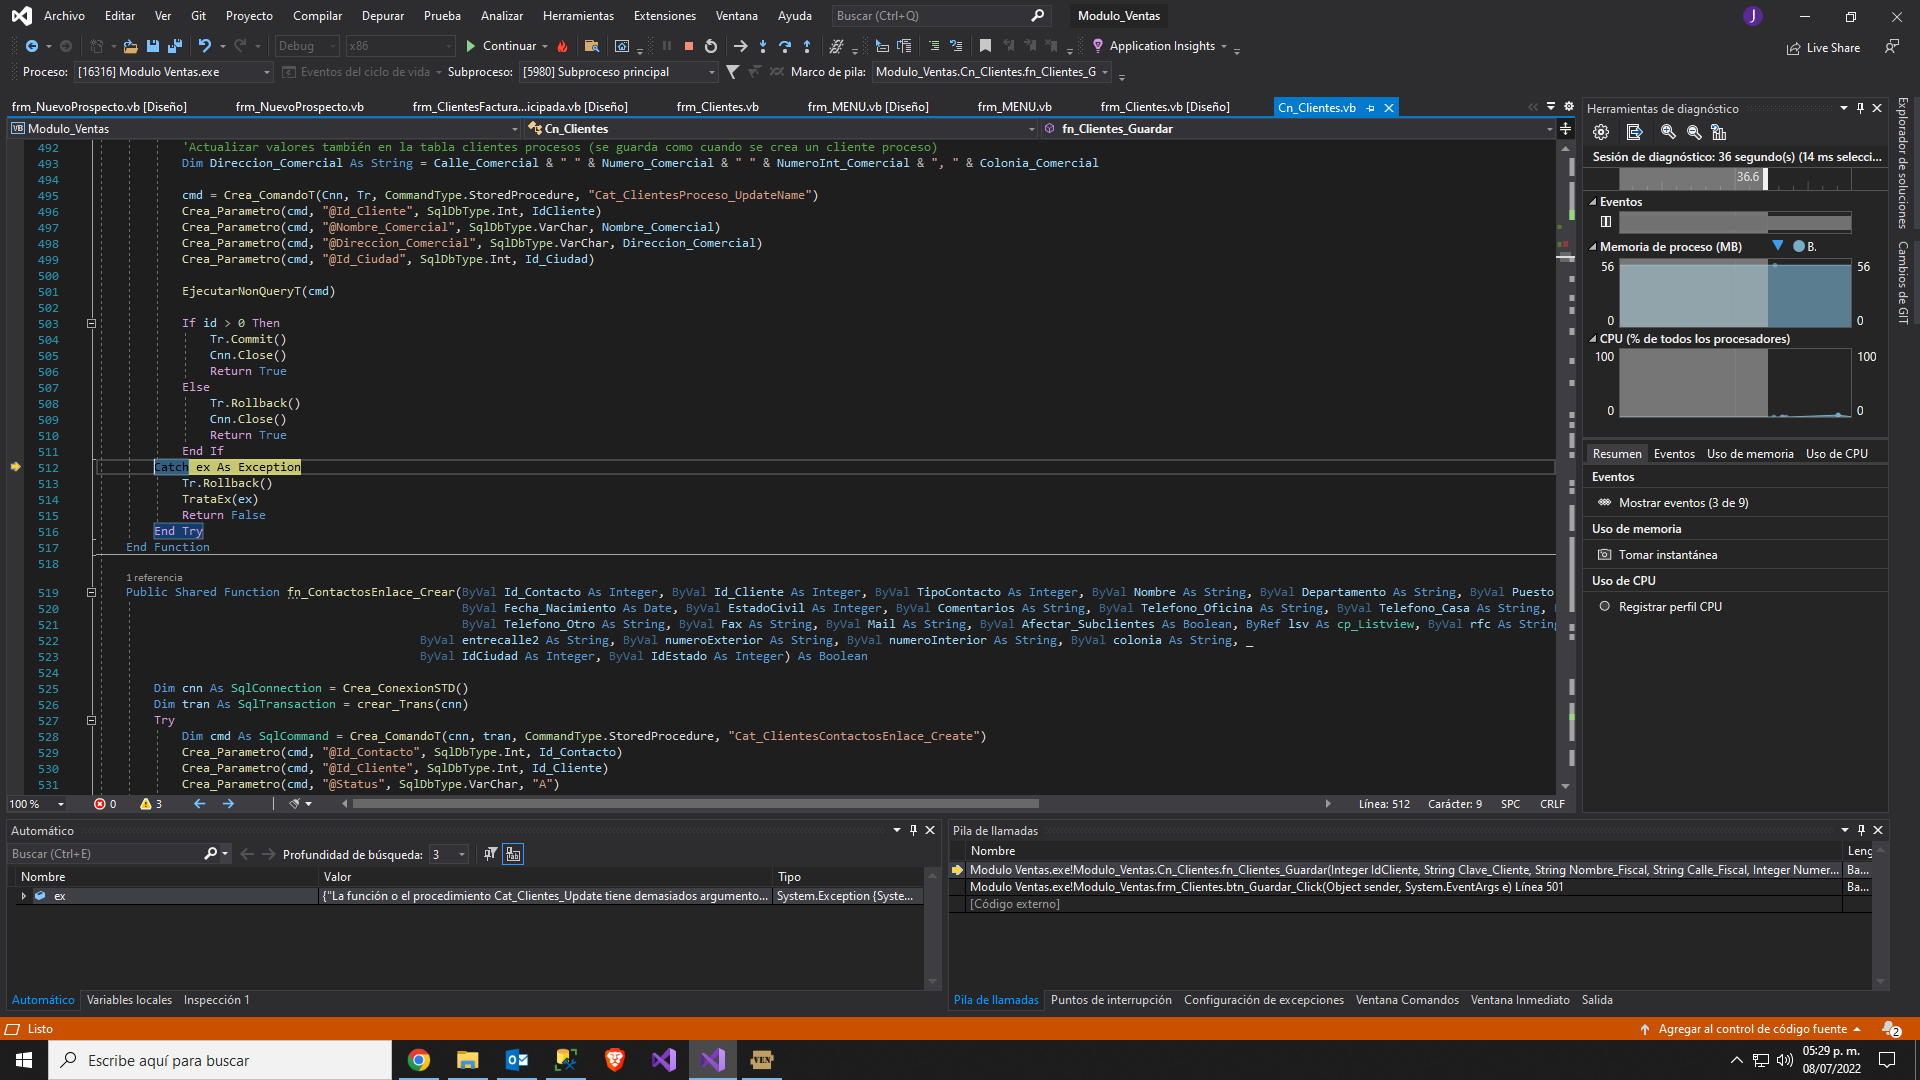 Archivo Editar Ver Git Proyecto Compilar Depurar Prueba Analizar Herramientas Extensiones Ventana Ayuda Buscar (Ctrl+Q) Modulo_Ventas J
Debug x86 Continuar Application Insights Live Share
Proceso: [16316] Modulo Ventas.exe Eventos del ciclo de vida Subproceso: [5980] Subproceso principal Marco de pila: Modulo_Ventas.Cn_Clientes.fn_Clientes_G
frm_NuevoProspecto.vb [Diseño] frm_NuevoProspecto.vb frm_ClientesFactura...icipada.vb [Diseño] frm_Clientes.vb frm_MENU.vb [Diseño] frm_MENU.vb frm_Clientes.vb [Diseño] Cn_Clientes.vb
VB Modulo_Ventas Cn_Clientes fn_Clientes_Guardar
492 'Actualizar valores también en la tabla clientes procesos (se guarda como cuando se crea un cliente proceso)
493 Dim Direccion_Comercial As String = Calle_Comercial & " " & Numero_Comercial & " " & NumeroInt_Comercial & ", " & Colonia_Comercial
494
495 cmd = Crea_ComandoT(Cnn, Tr, CommandType.StoredProcedure, "Cat_ClientesProceso_UpdateName")
496 Crea_Parametro(cmd, "@Id_Cliente", SqlDbType.Int, IdCliente)
497 Crea_Parametro(cmd, "@Nombre_Comercial", SqlDbType.VarChar, Nombre_Comercial)
498 Crea_Parametro(cmd, "@Direccion_Comercial", SqlDbType.VarChar, Direccion_Comercial)
499 Crea_Parametro(cmd, "@Id_Ciudad", SqlDbType.Int, Id_Ciudad)
500
501 EjecutarNonQueryT(cmd)
502
503 If id > 0 Then
504 Tr.Commit()
505 Cnn.Close()
506 Return True
507 Else
508 Tr.Rollback()
509 Cnn.Close()
510 Return True
511 End If
512 Catch ex As Exception
513 Tr.Rollback()
514 TrataEx(ex)
515 Return False
516 End Try
517 End Function
518
1 referencia
519 Public Shared Function fn_ContactosEnlace_Crear(ByVal Id_Contacto As Integer, ByVal Id_Cliente As Integer, ByVal TipoContacto As Integer, ByVal Nombre As String, ByVal Departamento As String, ByVal Puesto
520 ByVal Fecha_Nacimiento As Date, ByVal EstadoCivil As Integer, ByVal Comentarios As String, ByVal Telefono_Oficina As String, ByVal Telefono_Casa As String,
521 ByVal Telefono_Otro As String, ByVal Fax As String, ByVal Mail As String, ByVal Afectar_Subclientes As Boolean, ByRef lsv As cp_Listview, ByVal rfc As String
522 ByVal entrecalle2 As String, ByVal numeroExterior As String, ByVal numeroInterior As String, ByVal colonia As String, _
523 ByVal IdCiudad As Integer, ByVal IdEstado As Integer) As Boolean
524
525 Dim cnn As SqlConnection = Crea_ConexionSTD()
526 Dim tran As SqlTransaction = crear_Trans(cnn)
527 Try
528 Dim cmd As SqlCommand = Crea_ComandoT(cnn, tran, CommandType.StoredProcedure, "Cat_ClientesContactosEnlace_Create")
529 Crea_Parametro(cmd, "@Id_Contacto", SqlDbType.Int, Id_Contacto)
530 Crea_Parametro(cmd, "@Id_Cliente", SqlDbType.Int, Id_Cliente)
531 Crea_Parametro(cmd, "@Status", SqlDbType.VarChar, "A")
100 % 0 3 Línea: 512 Carácter: 9 SPC CRLF
Herramientas de diagnóstico
Sesión de diagnóstico: 36 segundo(s) (14 ms selecci...
36.6
Eventos
Memoria de proceso (MB) B.
56 56
0 0
CPU (% de todos los procesadores)
100 100
0 0
Resumen Eventos Uso de memoria Uso de CPU
Eventos
Mostrar eventos (3 de 9)
Uso de memoria
Tomar instantánea
Uso de CPU
Registrar perfil CPU
Explorador de soluciones
Cambios de GIT
Automático
Buscar (Ctrl+E) Profundidad de búsqueda: 3
Nombre Valor Tipo
ex {"La función o el procedimiento Cat_Clientes_Update tiene demasiados argumento... System.Exception {Syste...
Automático Variables locales Inspección 1
Pila de llamadas
Nombre Leng
Modulo Ventas.exe!Modulo_Ventas.Cn_Clientes.fn_Clientes_Guardar(Integer IdCliente, String Clave_Cliente, String Nombre_Fiscal, String Calle_Fiscal, Integer Numer... Ba...
Modulo Ventas.exe!Modulo_Ventas.frm_Clientes.btn_Guardar_Click(Object sender, System.EventArgs e) Línea 501 Ba...
[Código externo]
Pila de llamadas Puntos de interrupción Configuración de excepciones Ventana Comandos Ventana Inmediato Salida
Listo Agregar al control de código fuente 2
Escribe aquí para buscar VEN 05:29 p. m.
08/07/2022